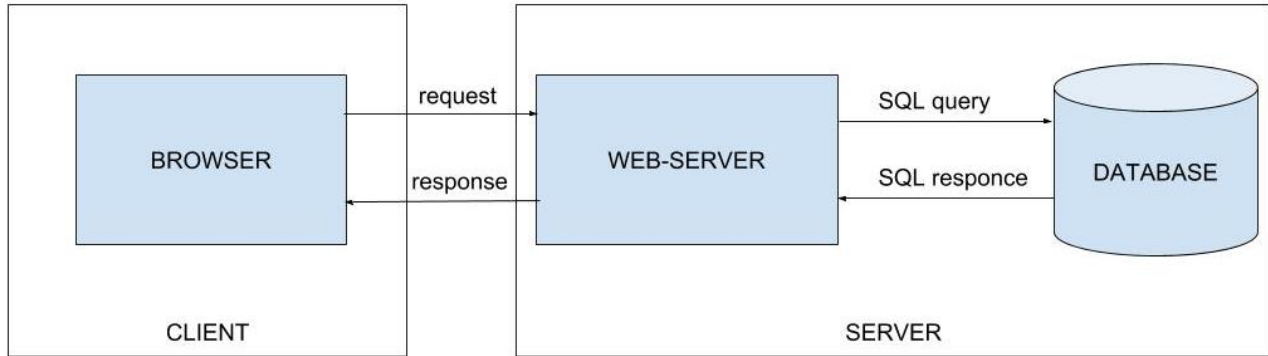 request
SQL query
BROWSER
WEB-SERVER
DATABASE
response
SQL responce
CLIENT
SERVER